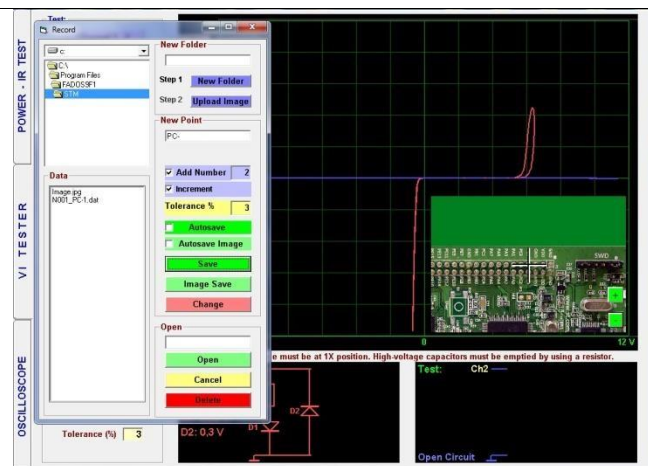 Test:
Record
c:
C:\
Program Files
FADOS9F1
STM
New Folder
Step 1 New Folder
Step 2 Upload Image
New Point
PC-
Add Number 2
Increment
Tolerance % 3
Autosave
Autosave Image
Save
Image Save
Change
Data
Image.jpg
N001_PC-1.dat
Open
Open
Cancel
Delete
POWER - IR TEST
VI TESTER
OSCILLOSCOPE
SWD
+
-
0
12 V
e must be at 1X position. High-voltage capacitors must be emptied by using a resistor.
Tolerance (%) 3
D2: 0,3 V
D1
D2
Test: Ch2
Open Circuit